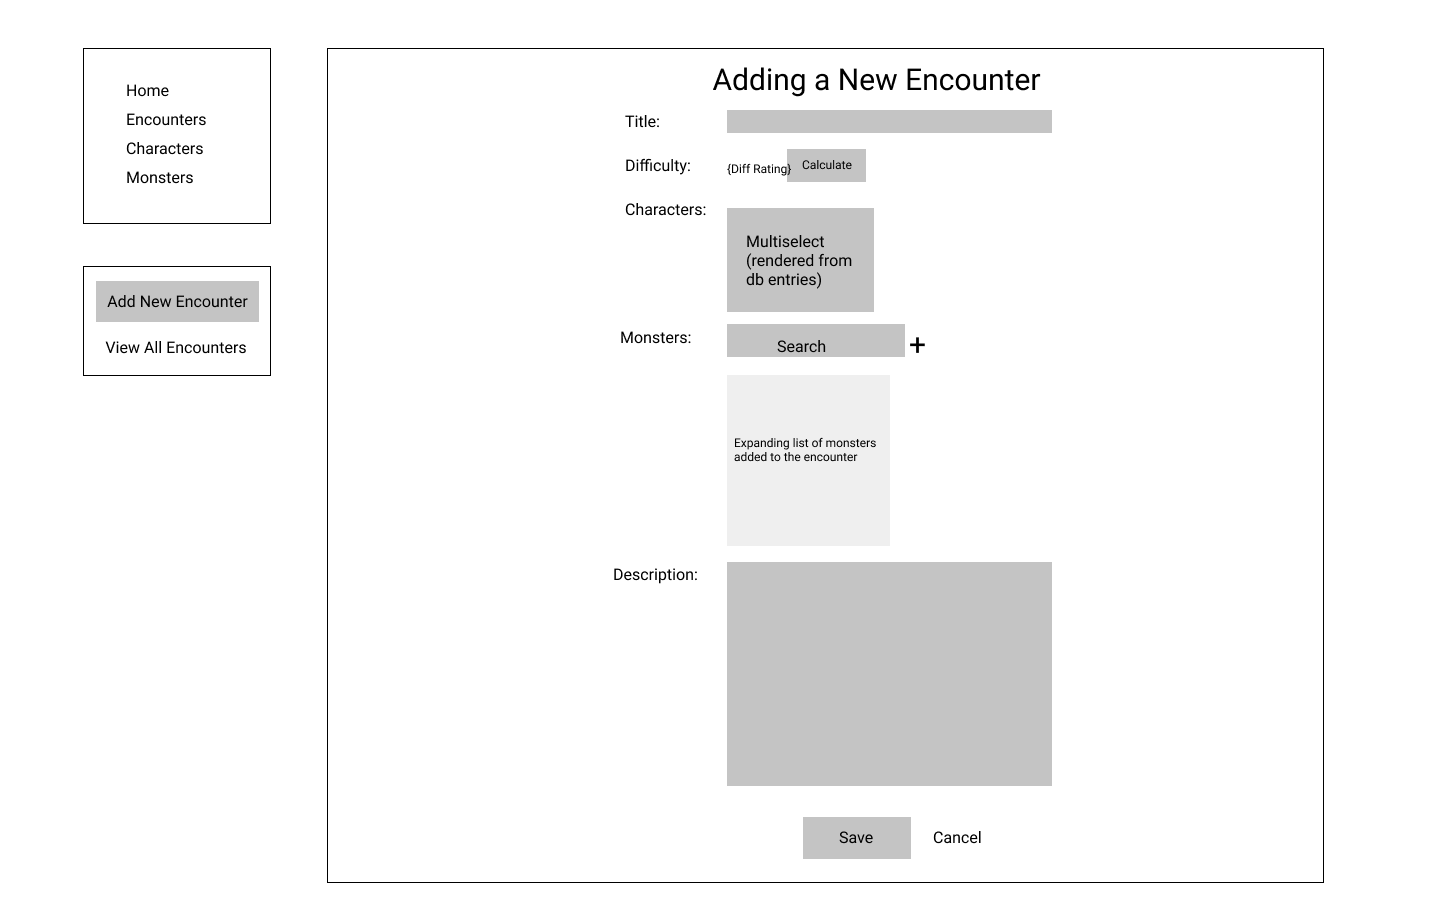 Home
Encounters
Characters
Monsters
Add New Encounter
View All Encounters
Adding a New Encounter
Title:
Difficulty:
{Diff Rating}
Calculate
Characters:
Multiselect
(rendered from
db entries)
Monsters:
Search
+
Expanding list of monsters
added to the encounter
Description:
Save
Cancel